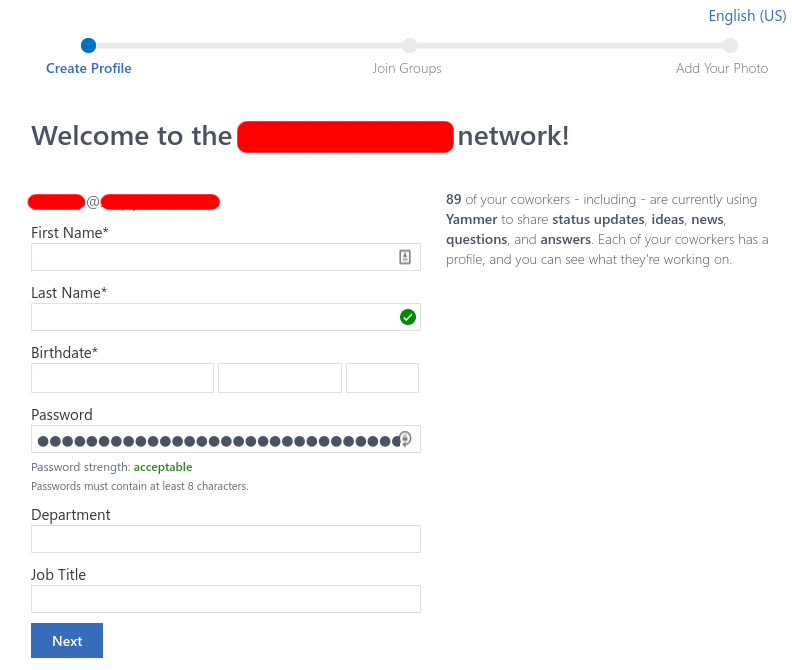 English (US)
Create Profile
Join Groups
Add Your Photo
Welcome to the network!
@
89 of your coworkers - including - are currently using
Yammer to share status updates, ideas, news,
questions, and answers. Each of your coworkers has a
profile, and you can see what they're working on.
First Name*
Last Name*
Birthdate*
Password
Password strength: acceptable
Passwords must contain at least 8 characters.
Department
Job Title
Next